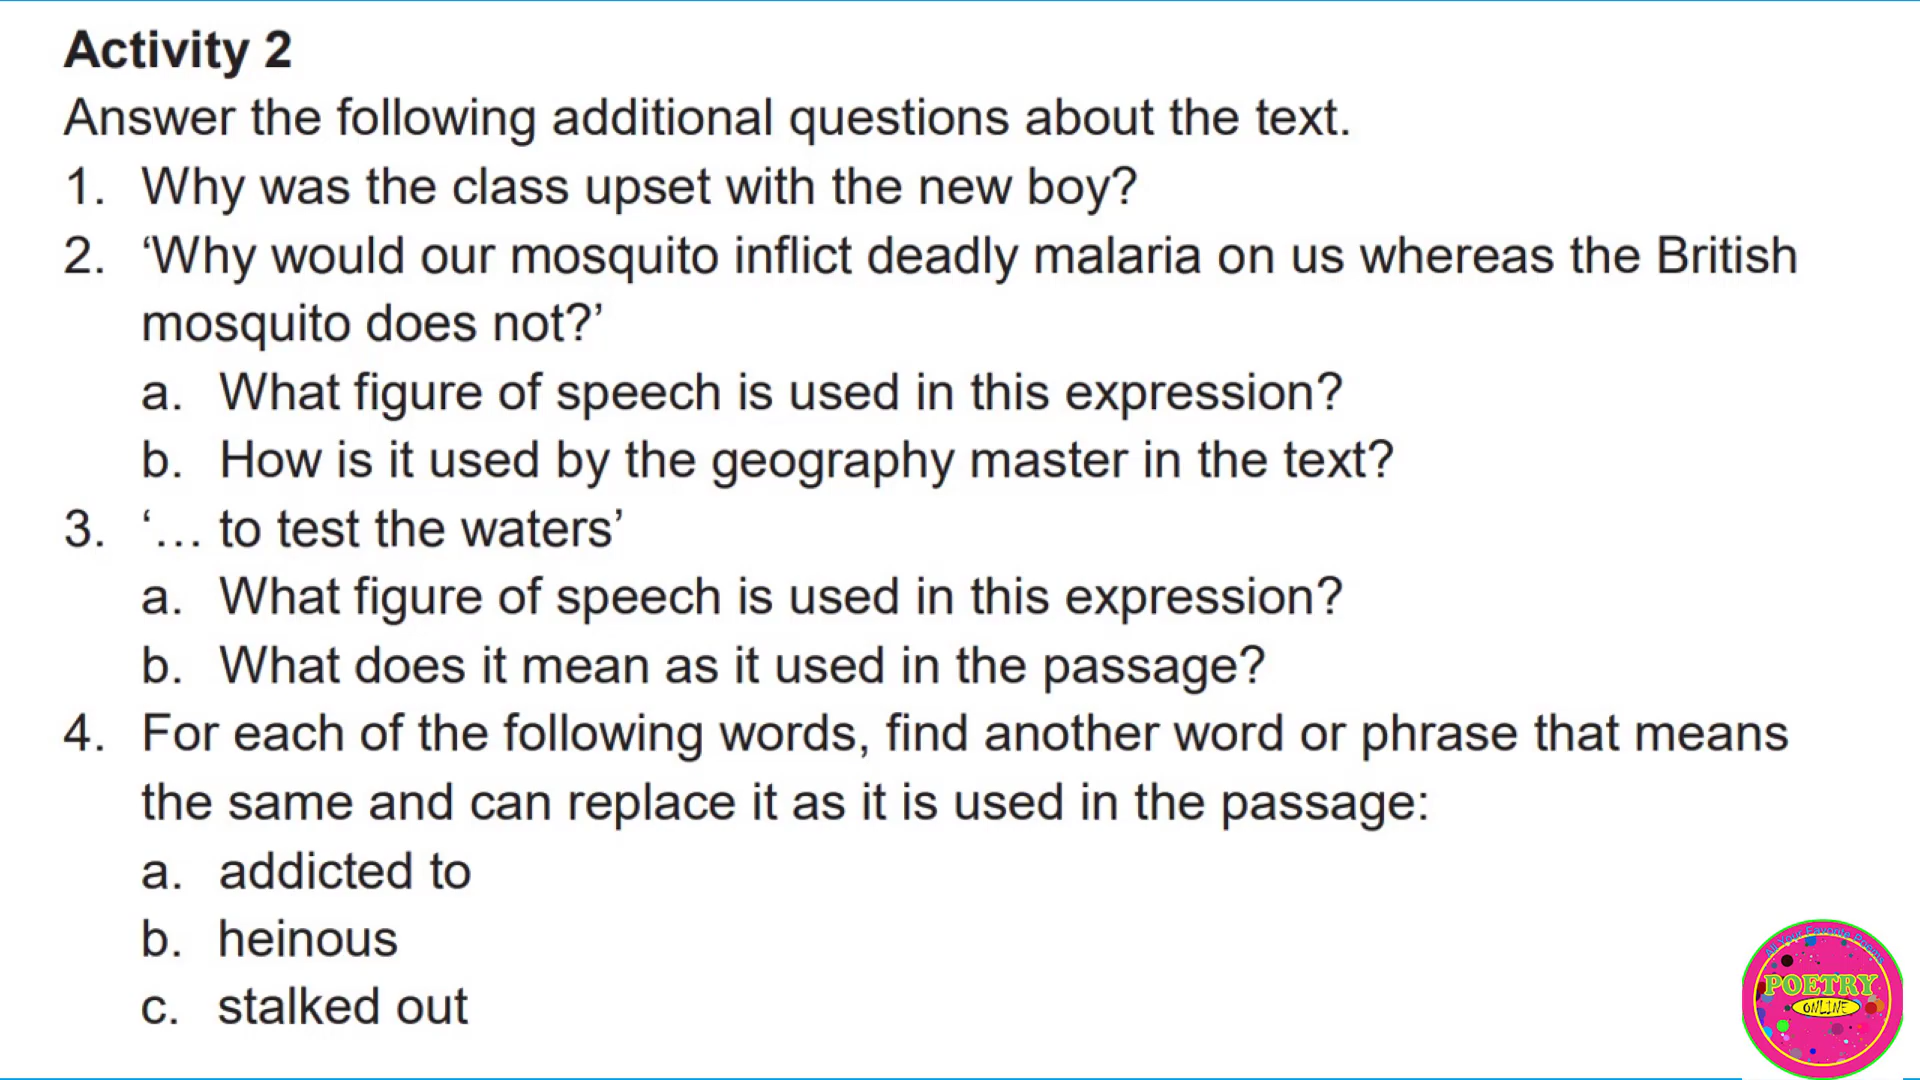 Activity 2
Answer the following additional questions about the text.
1. Why was the class upset with the new boy?
2. ‘Why would our mosquito inflict deadly malaria on us whereas the British
mosquito does not?’
a. What figure of speech is used in this expression?
b. How is it used by the geography master in the text?
3. ‘… to test the waters’
a. What figure of speech is used in this expression?
b. What does it mean as it used in the passage?
4. For each of the following words, find another word or phrase that means
the same and can replace it as it is used in the passage:
a. addicted to
b. heinous
c. stalked out
All Your Favorite Poems
POETRY
ONLINE